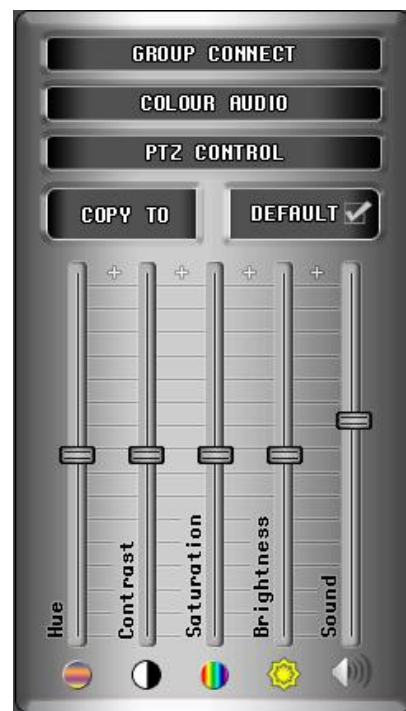 GROUP CONNECT
COLOUR AUDIO
PTZ CONTROL
COPY TO
DEFAULT
Hue
Contrast
Saturation
Brightness
Sound